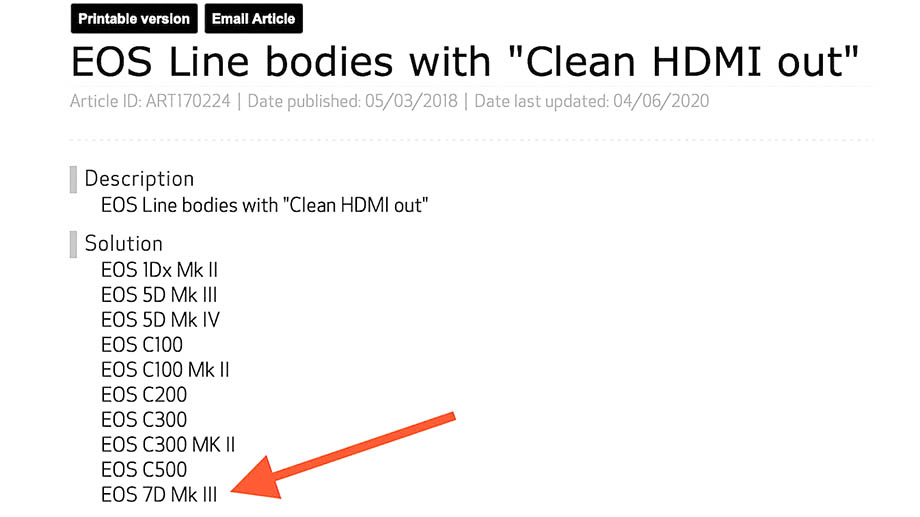 Printable version Email Article
EOS Line bodies with "Clean HDMI out"
Article ID: ART170224 | Date published: 05/03/2018 | Date last updated: 04/06/2020
Description
EOS Line bodies with "Clean HDMI out"
Solution
EOS 1Dx Mk II
EOS 5D Mk III
EOS 5D Mk IV
EOS C100
EOS C100 Mk II
EOS C200
EOS C300
EOS C300 MK II
EOS C500
EOS 7D Mk III